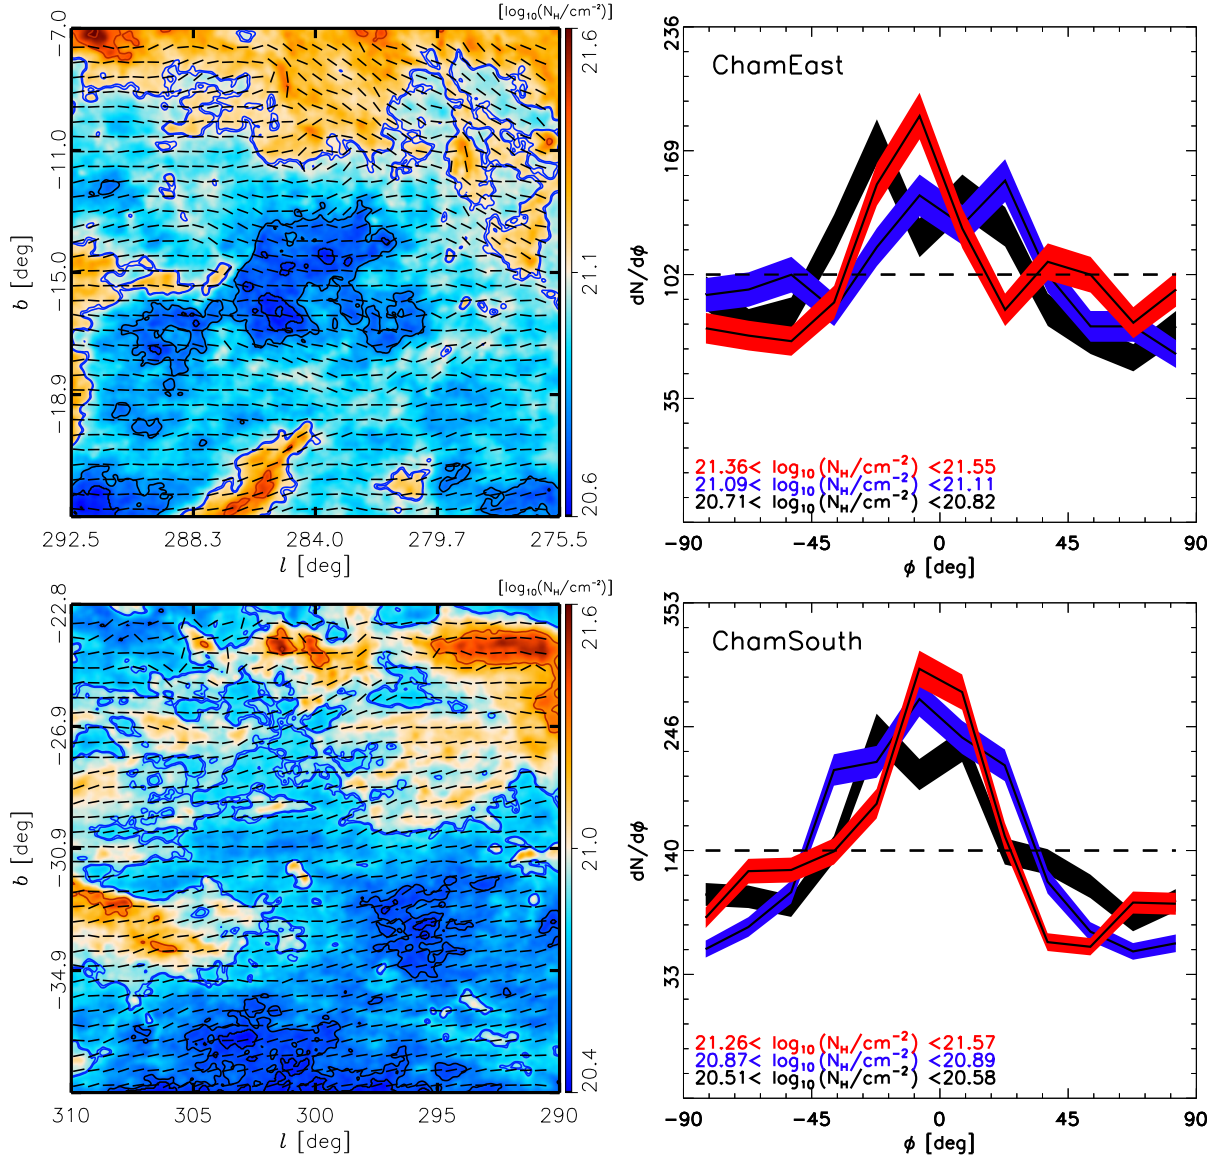 [log₁₀(N_H/cm⁻²)]
−7.0
−11.0
−15.0
−18.9
b [deg]
21.6
21.1
20.6
292.5 288.3 284.0 279.7 275.5
l [deg]
ChamEast
236
169
102
35
dN/dϕ
21.36< log₁₀(N_H/cm⁻²) <21.55
21.09< log₁₀(N_H/cm⁻²) <21.11
20.71< log₁₀(N_H/cm⁻²) <20.82
−90 −45 0 45 90
ϕ [deg]
[log₁₀(N_H/cm⁻²)]
−22.8
−26.9
−30.9
−34.9
b [deg]
21.6
21.0
20.4
310 305 300 295 290
l [deg]
ChamSouth
353
246
140
33
dN/dϕ
21.26< log₁₀(N_H/cm⁻²) <21.57
20.87< log₁₀(N_H/cm⁻²) <20.89
20.51< log₁₀(N_H/cm⁻²) <20.58
−90 −45 0 45 90
ϕ [deg]